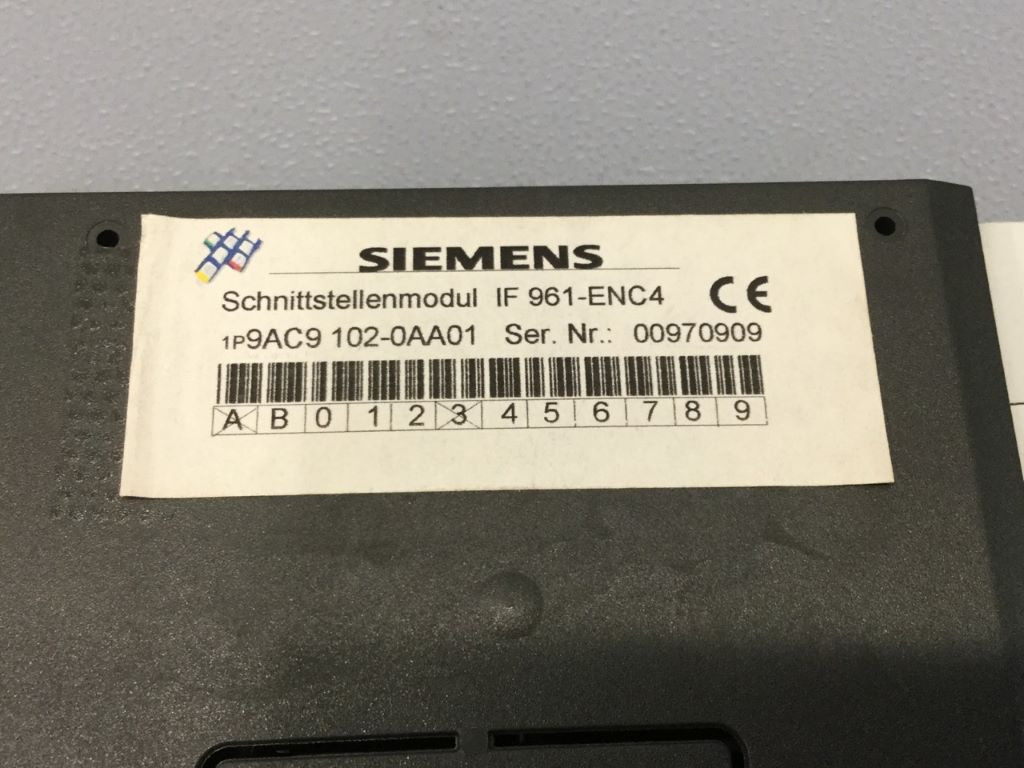 SIEMENS
Schnittstellenmodul IF 961-ENC4 CE
1P9AC9 102-0AA01 Ser. Nr.: 00970909
A B 0 1 2 3 4 5 6 7 8 9